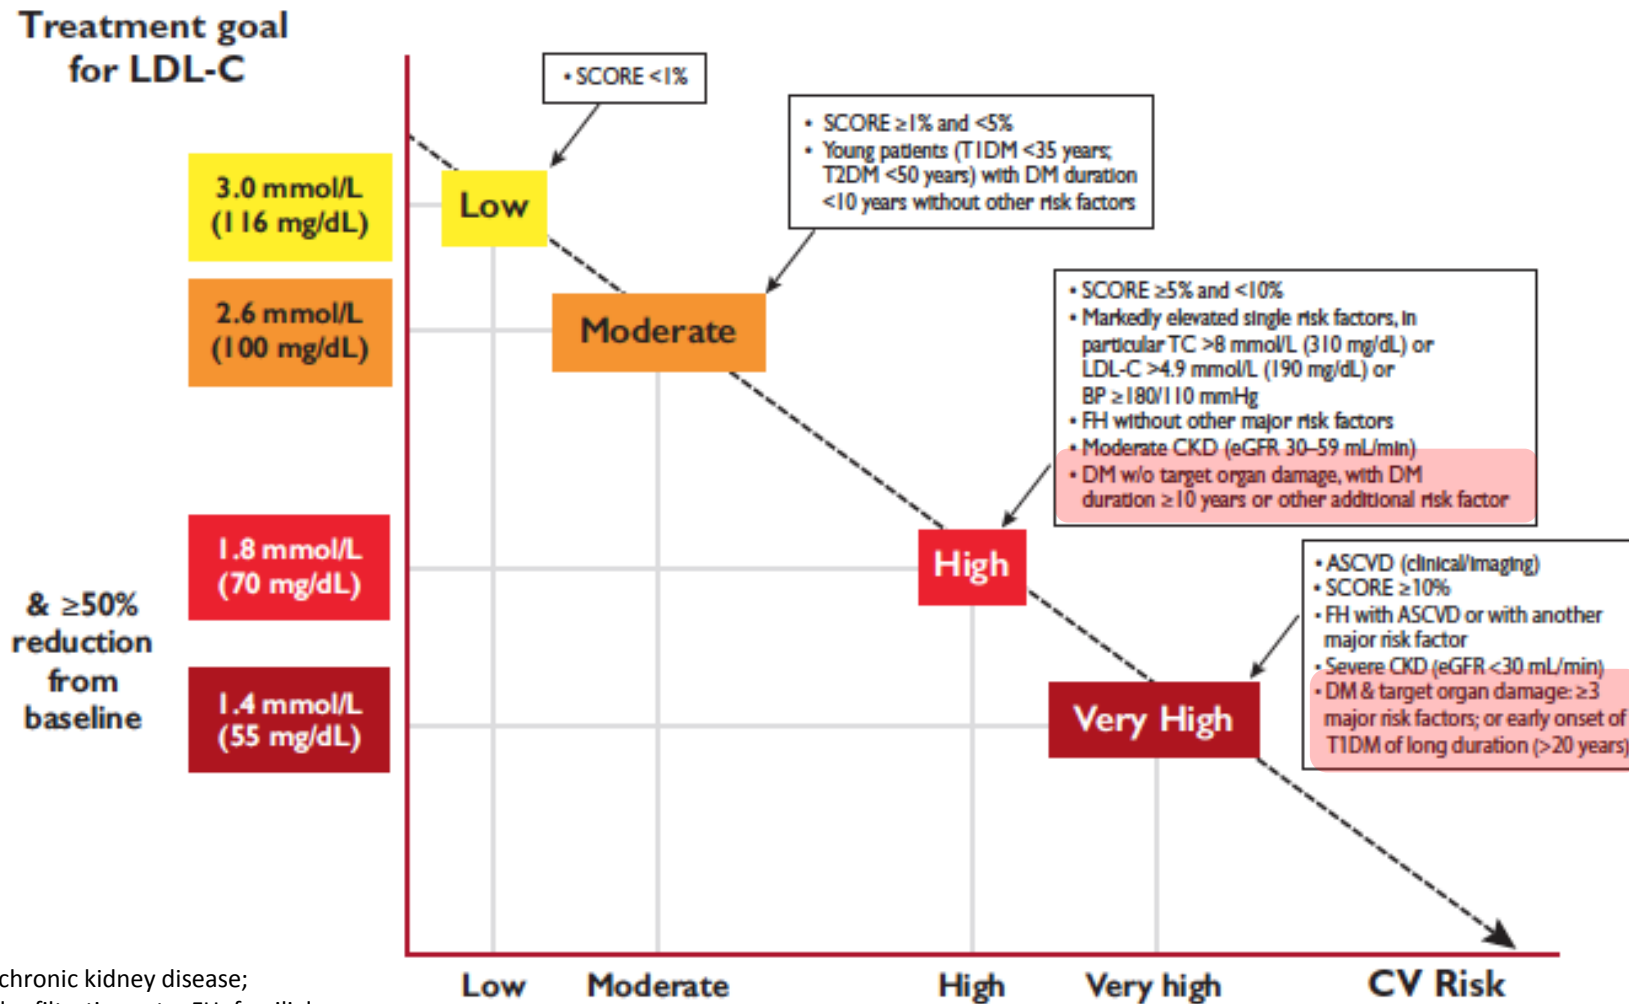 Treatment goal
for LDL-C
• SCORE <1%
• SCORE ≥1% and <5%
• Young patients (T1DM <35 years;
T2DM <50 years) with DM duration
<10 years without other risk factors
3.0 mmol/L
(116 mg/dL)
Low
2.6 mmol/L
(100 mg/dL)
Moderate
• SCORE ≥5% and <10%
• Markedly elevated single risk factors, in
particular TC >8 mmol/L (310 mg/dL) or
LDL-C >4.9 mmol/L (190 mg/dL) or
BP ≥180/110 mmHg
• FH without other major risk factors
• Moderate CKD (eGFR 30–59 mL/min)
• DM w/o target organ damage, with DM
duration ≥10 years or other additional risk factor
1.8 mmol/L
(70 mg/dL)
High
• ASCVD (clinical/imaging)
• SCORE ≥10%
• FH with ASCVD or with another
major risk factor
• Severe CKD (eGFR <30 mL/min)
• DM & target organ damage: ≥3
major risk factors; or early onset of
T1DM of long duration (>20 years)
& ≥50%
reduction
from
baseline
1.4 mmol/L
(55 mg/dL)
Very High
Low
Moderate
High
Very high
CV Risk
chronic kidney disease;